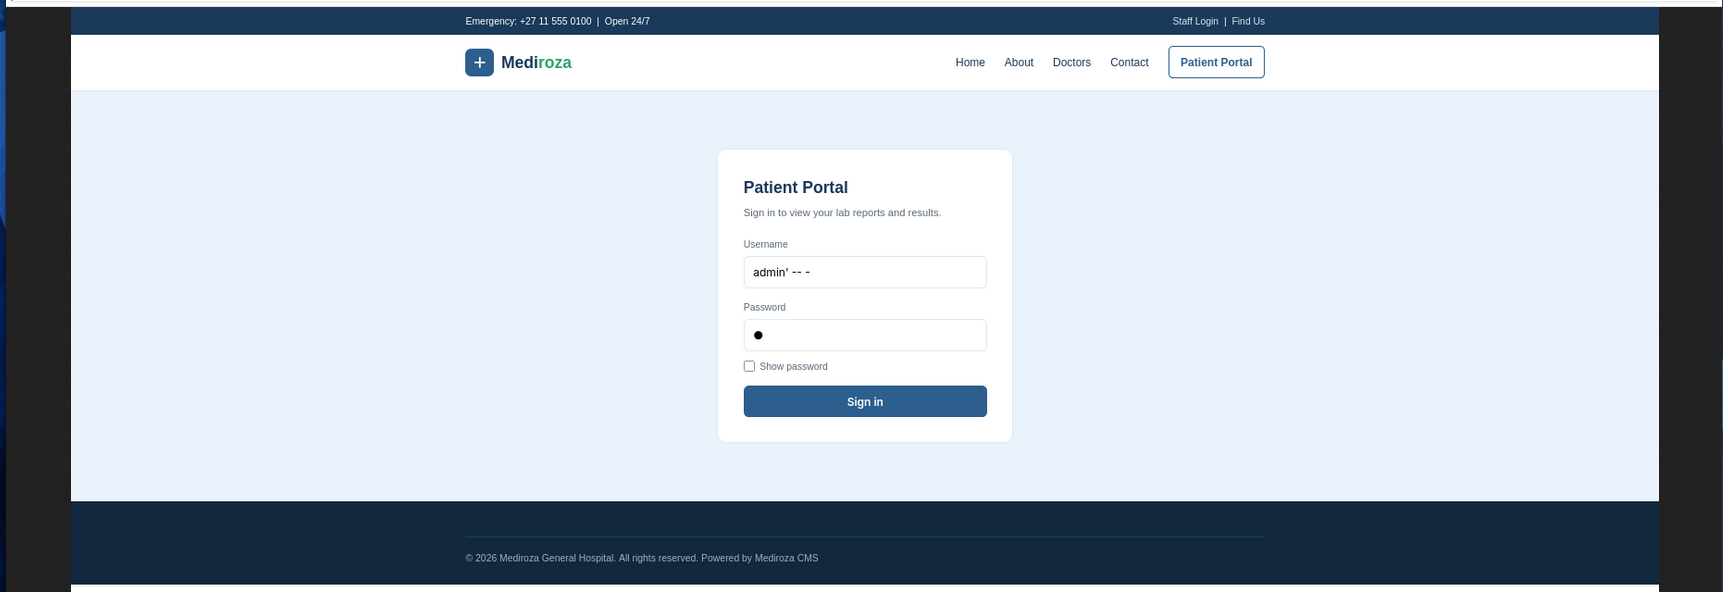 Emergency: +27 11 555 0100 | Open 24/7
Staff Login | Find Us
Mediroza
Home About Doctors Contact Patient Portal
Patient Portal
Sign in to view your lab reports and results.
Username
admin' -- -
Password
Show password
Sign in
© 2026 Mediroza General Hospital. All rights reserved. Powered by Mediroza CMS